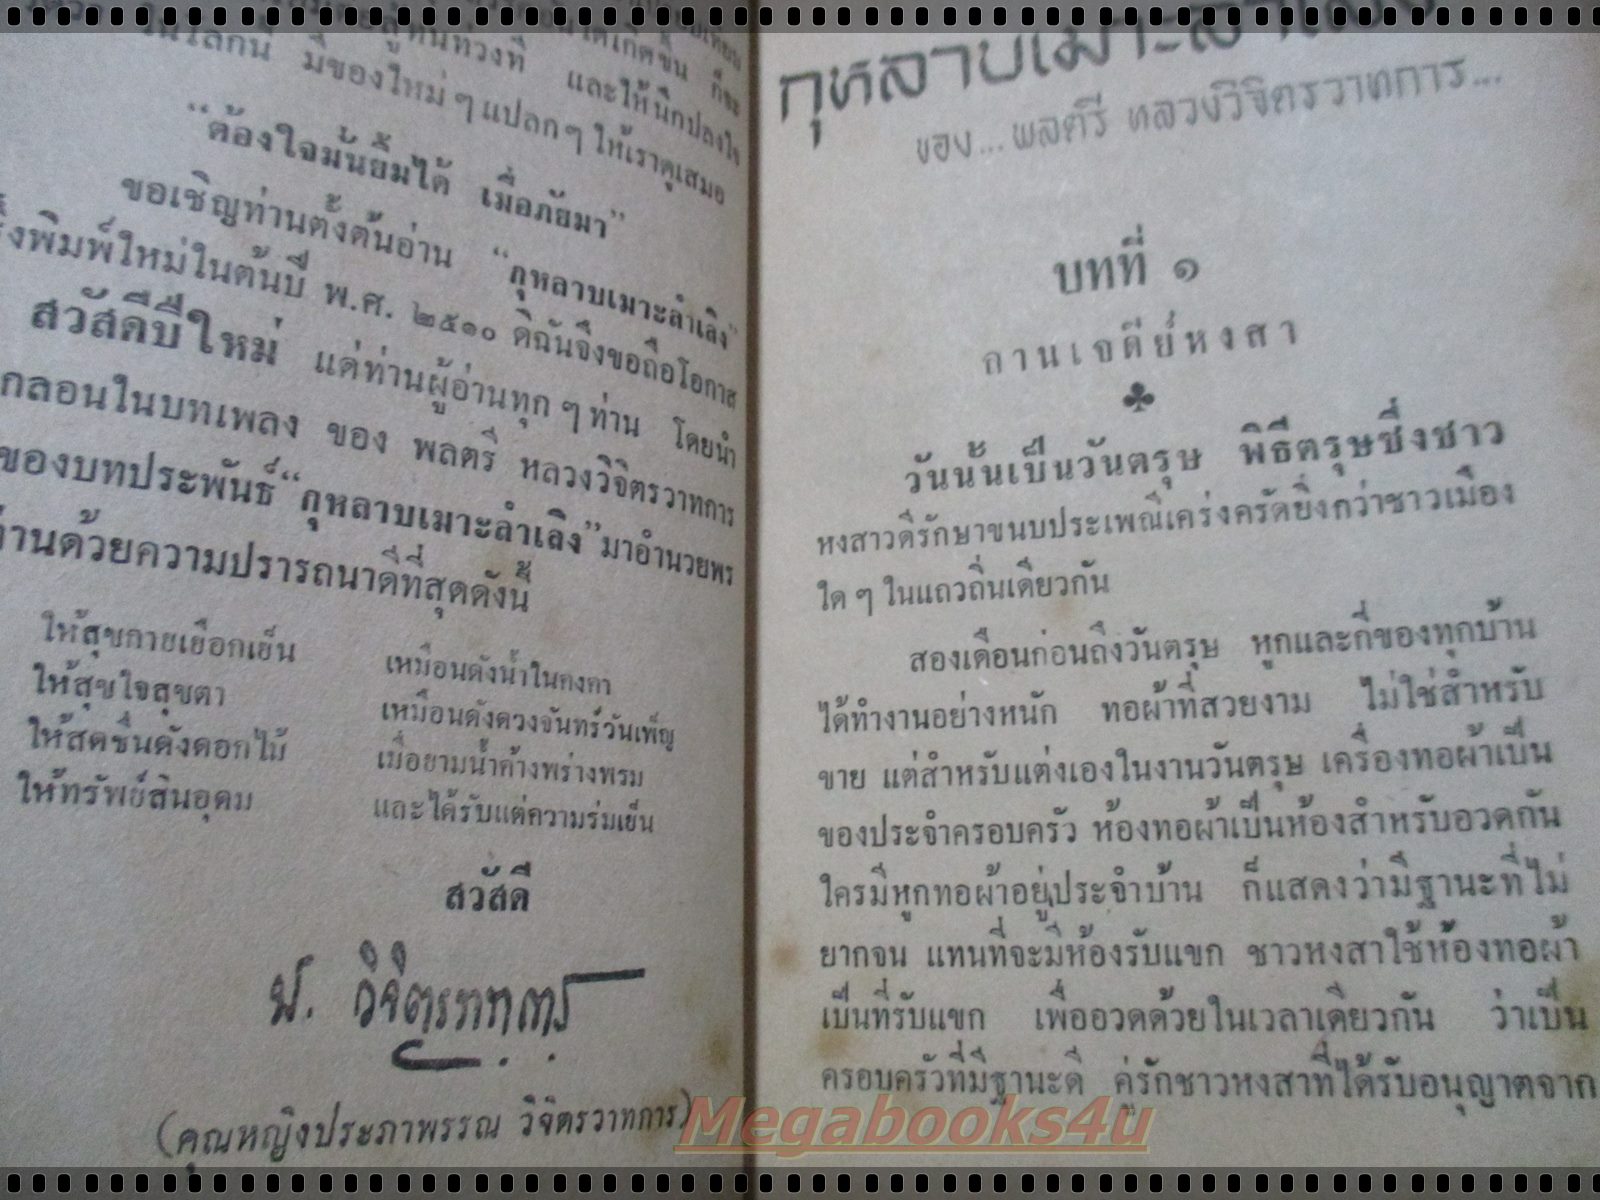 และให้นึกปลงใจ
ในโลกนี้ มีของใหม่ ๆ แปลก ๆ ให้เราดูเสมอ
“ต้องใจมั่นยิ้มได้ เมื่อภัยมา”
ขอเชิญท่านตั้งต้นอ่าน “กุหลาบเมาะลำเลิง”
พิมพ์ใหม่ในต้นปี พ.ศ. ๒๕๑๐ ดิฉันจึงขอถือโอกาส
สวัสดีปีใหม่ แด่ท่านผู้อ่านทุก ๆ ท่าน โดยนำ
กลอนในบทเพลง ของ พลตรี หลวงวิจิตรวาทการ
ของบทประพันธ์ “กุหลาบเมาะลำเลิง” มาอำนวยพร
ท่านด้วยความปรารถนาดีที่สุดดังนี้
ให้สุขกายเยือกเย็น เหมือนดังน้ำในคงคา
ให้สุขใจสุขตา เหมือนดังดวงจันทร์วันเพ็ญ
ให้สดชื่นดังดอกไม้ เมื่อยามน้ำค้างพร่างพรม
ให้ทรัพย์สินอุดม และได้รับแต่ความร่มเย็น
สวัสดี
ป. วิจิตรวาทการ
(คุณหญิงประภาพรรณ วิจิตรวาทการ)
กุหลาบเมาะลำเลิง
ของ... พลตรี หลวงวิจิตรวาทการ...
บทที่ ๑
กานเจดีย์หงสา
วันนั้นเป็นวันตรุษ พิธีตรุษซึ่งชาว
หงสาวดีรักษาขนบประเพณีเคร่งครัดยิ่งกว่าชาวเมือง
ใด ๆ ในแถวถิ่นเดียวกัน
สองเดือนก่อนถึงวันตรุษ หูกและกี่ของทุกบ้าน
ได้ทำงานอย่างหนัก ทอผ้าที่สวยงาม ไม่ใช่สำหรับ
ขาย แต่สำหรับแต่งเองในงานวันตรุษ เครื่องทอผ้าเป็น
ของประจำครอบครัว ห้องทอผ้าเป็นห้องสำหรับอวดกัน
ใครมีหูกทอผ้าอยู่ประจำบ้าน ก็แสดงว่ามีฐานะที่ไม่
ยากจน แทนที่จะมีห้องรับแขก ชาวหงสาใช้ห้องทอผ้า
เป็นที่รับแขก เพื่ออวดด้วยในเวลาเดียวกัน ว่าเป็น
ครอบครัวที่มีฐานะดี คู่รักชาวหงสาที่ได้รับอนุญาตจาก
Megabooks4u